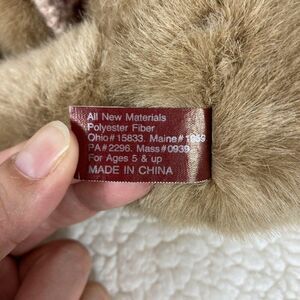 All New Materials
Polyester Fiber
Ohio# 15833. Maine# 1959
PA# 2296. Mass# 0939.
For Ages 5 & up
MADE IN CHINA